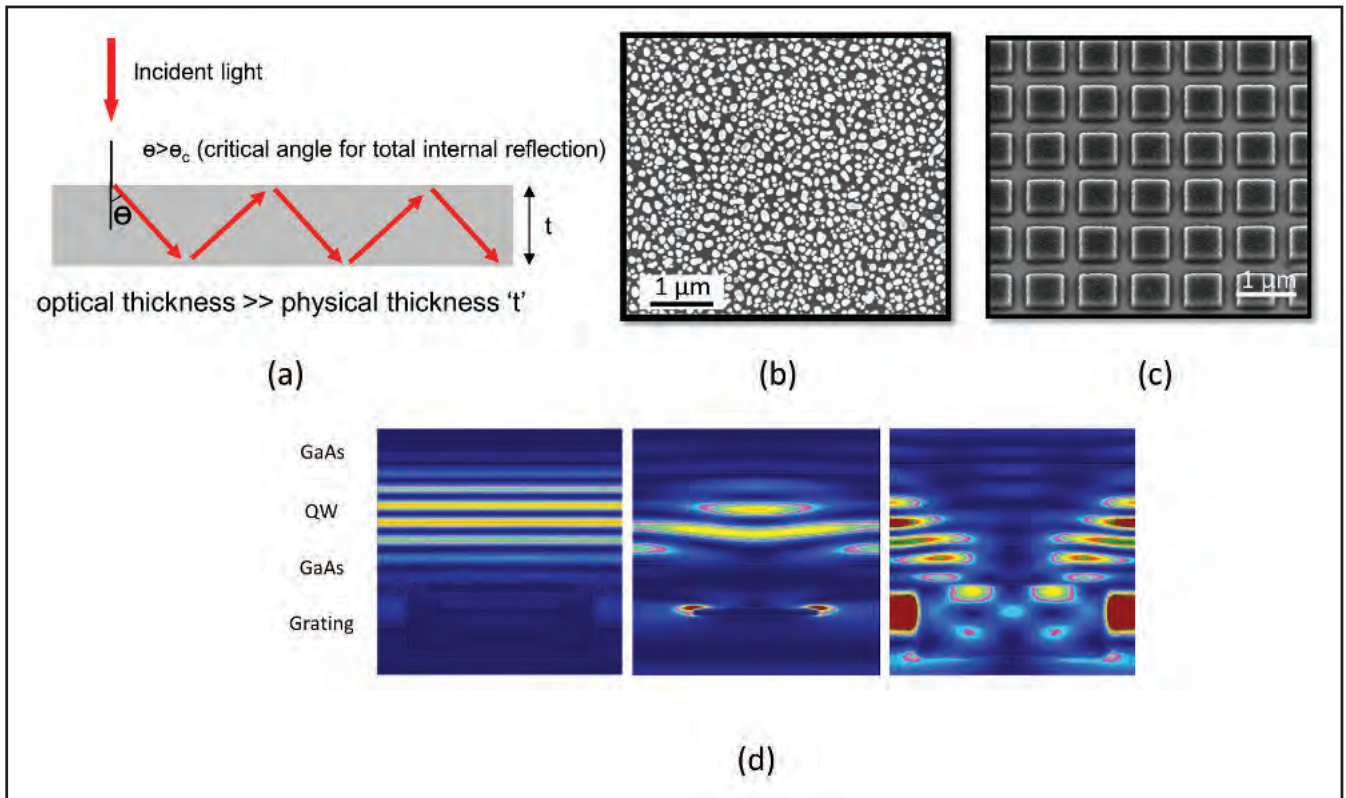 Incident light
ɵ>ɵc (critical angle for total internal reflection)
ɵ
t
optical thickness >> physical thickness ‘t’
1 μm
1 μm
(a)
(b)
(c)
GaAs
QW
GaAs
Grating
(d)